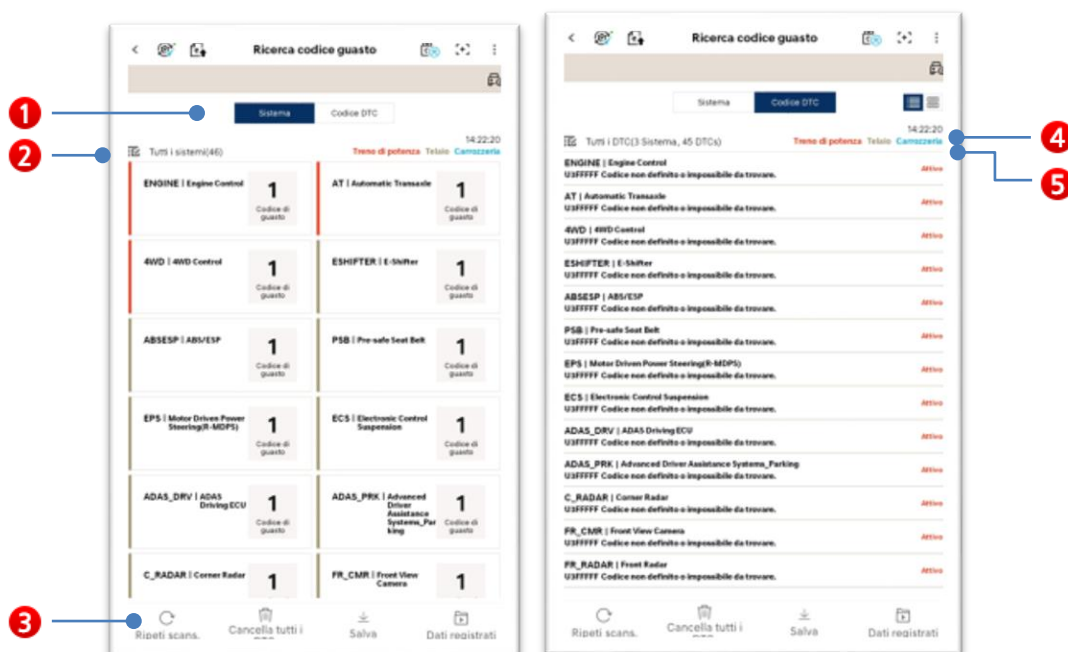 Ricerca codice guasto
1
Sistema
Codice DTC
14:22:20
2
Tutti i sistemi(46)
Treno di potenza Telaio Carrozzeria
ENGINE | Engine Control
1
Codice di
guasto
AT | Automatic Transaxle
1
Codice di
guasto
4WD | 4WD Control
1
Codice di
guasto
ESHIFTER | E-Shifter
1
Codice di
guasto
ABSESP | ABS/ESP
1
Codice di
guasto
PSB | Pre-safe Seat Belt
1
Codice di
guasto
EPS | Motor Driven Power
Steering(R-MDPS)
1
Codice di
guasto
ECS | Electronic Control
Suspension
1
Codice di
guasto
ADAS_DRV | ADAS
Driving ECU
1
Codice di
guasto
ADAS_PRK | Advanced
Driver
Assistance
Systems_Par
king
1
Codice di
guasto
C_RADAR | Corner Radar
1
FR_CMR | Front View
Camera
1
3
Ripeti scans.
Cancella tutti i
Salva
Dati registrati
Ricerca codice guasto
Sistema
Codice DTC
14:22:20
4
Tutti i DTC(3 Sistema, 45 DTCs)
Treno di potenza Telaio Carrozzeria
5
ENGINE | Engine Control
U3FFFFF Codice non definito o impossibile da trovare.
Attivo
AT | Automatic Transaxle
U3FFFFF Codice non definito o impossibile da trovare.
Attivo
4WD | 4WD Control
U3FFFFF Codice non definito o impossibile da trovare.
Attivo
ESHIFTER | E-Shifter
U3FFFFF Codice non definito o impossibile da trovare.
Attivo
ABSESP | ABS/ESP
U3FFFFF Codice non definito o impossibile da trovare.
Attivo
PSB | Pre-safe Seat Belt
U3FFFFF Codice non definito o impossibile da trovare.
Attivo
EPS | Motor Driven Power Steering(R-MDPS)
U3FFFFF Codice non definito o impossibile da trovare.
Attivo
ECS | Electronic Control Suspension
U3FFFFF Codice non definito o impossibile da trovare.
Attivo
ADAS_DRV | ADAS Driving ECU
U3FFFFF Codice non definito o impossibile da trovare.
Attivo
ADAS_PRK | Advanced Driver Assistance Systems_Parking
U3FFFFF Codice non definito o impossibile da trovare.
Attivo
C_RADAR | Corner Radar
U3FFFFF Codice non definito o impossibile da trovare.
Attivo
FR_CMR | Front View Camera
U3FFFFF Codice non definito o impossibile da trovare.
Attivo
FR_RADAR | Front Radar
U3FFFFF Codice non definito o impossibile da trovare.
Attivo
Ripeti scans.
Cancella tutti i
Salva
Dati registrati